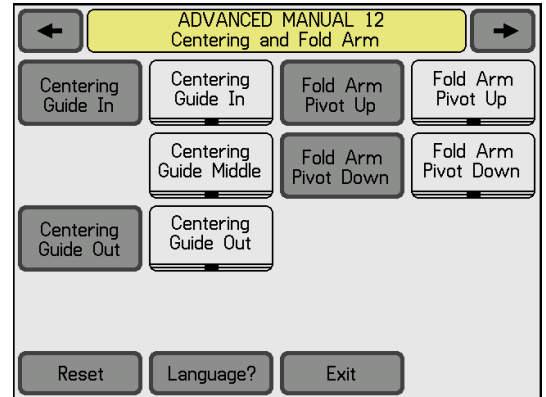 ADVANCED MANUAL 12
Centering and Fold Arm
Centering
Guide In
Centering
Guide In
Fold Arm
Pivot Up
Fold Arm
Pivot Up
Centering
Guide Middle
Fold Arm
Pivot Down
Fold Arm
Pivot Down
Centering
Guide Out
Centering
Guide Out
Reset
Language?
Exit